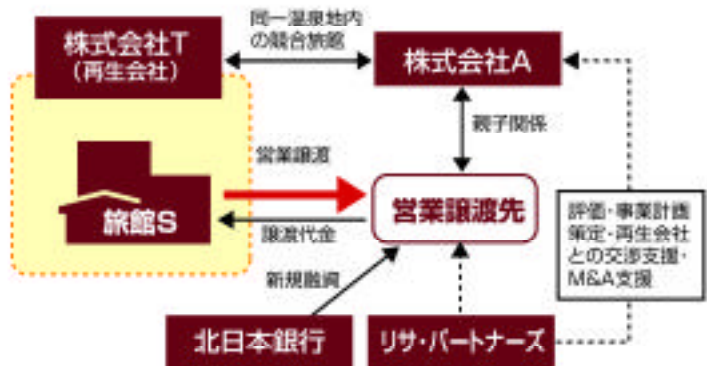 株式会社T
(再生会社)
同一温泉地内
の競合旅館
株式会社A
親子関係
営業譲渡
旅館S
営業譲渡先
譲渡代金
評価・事業計画
策定・再生会社
との交渉支援・
M&A支援
新規融資
北日本銀行
リサ・パートナーズ